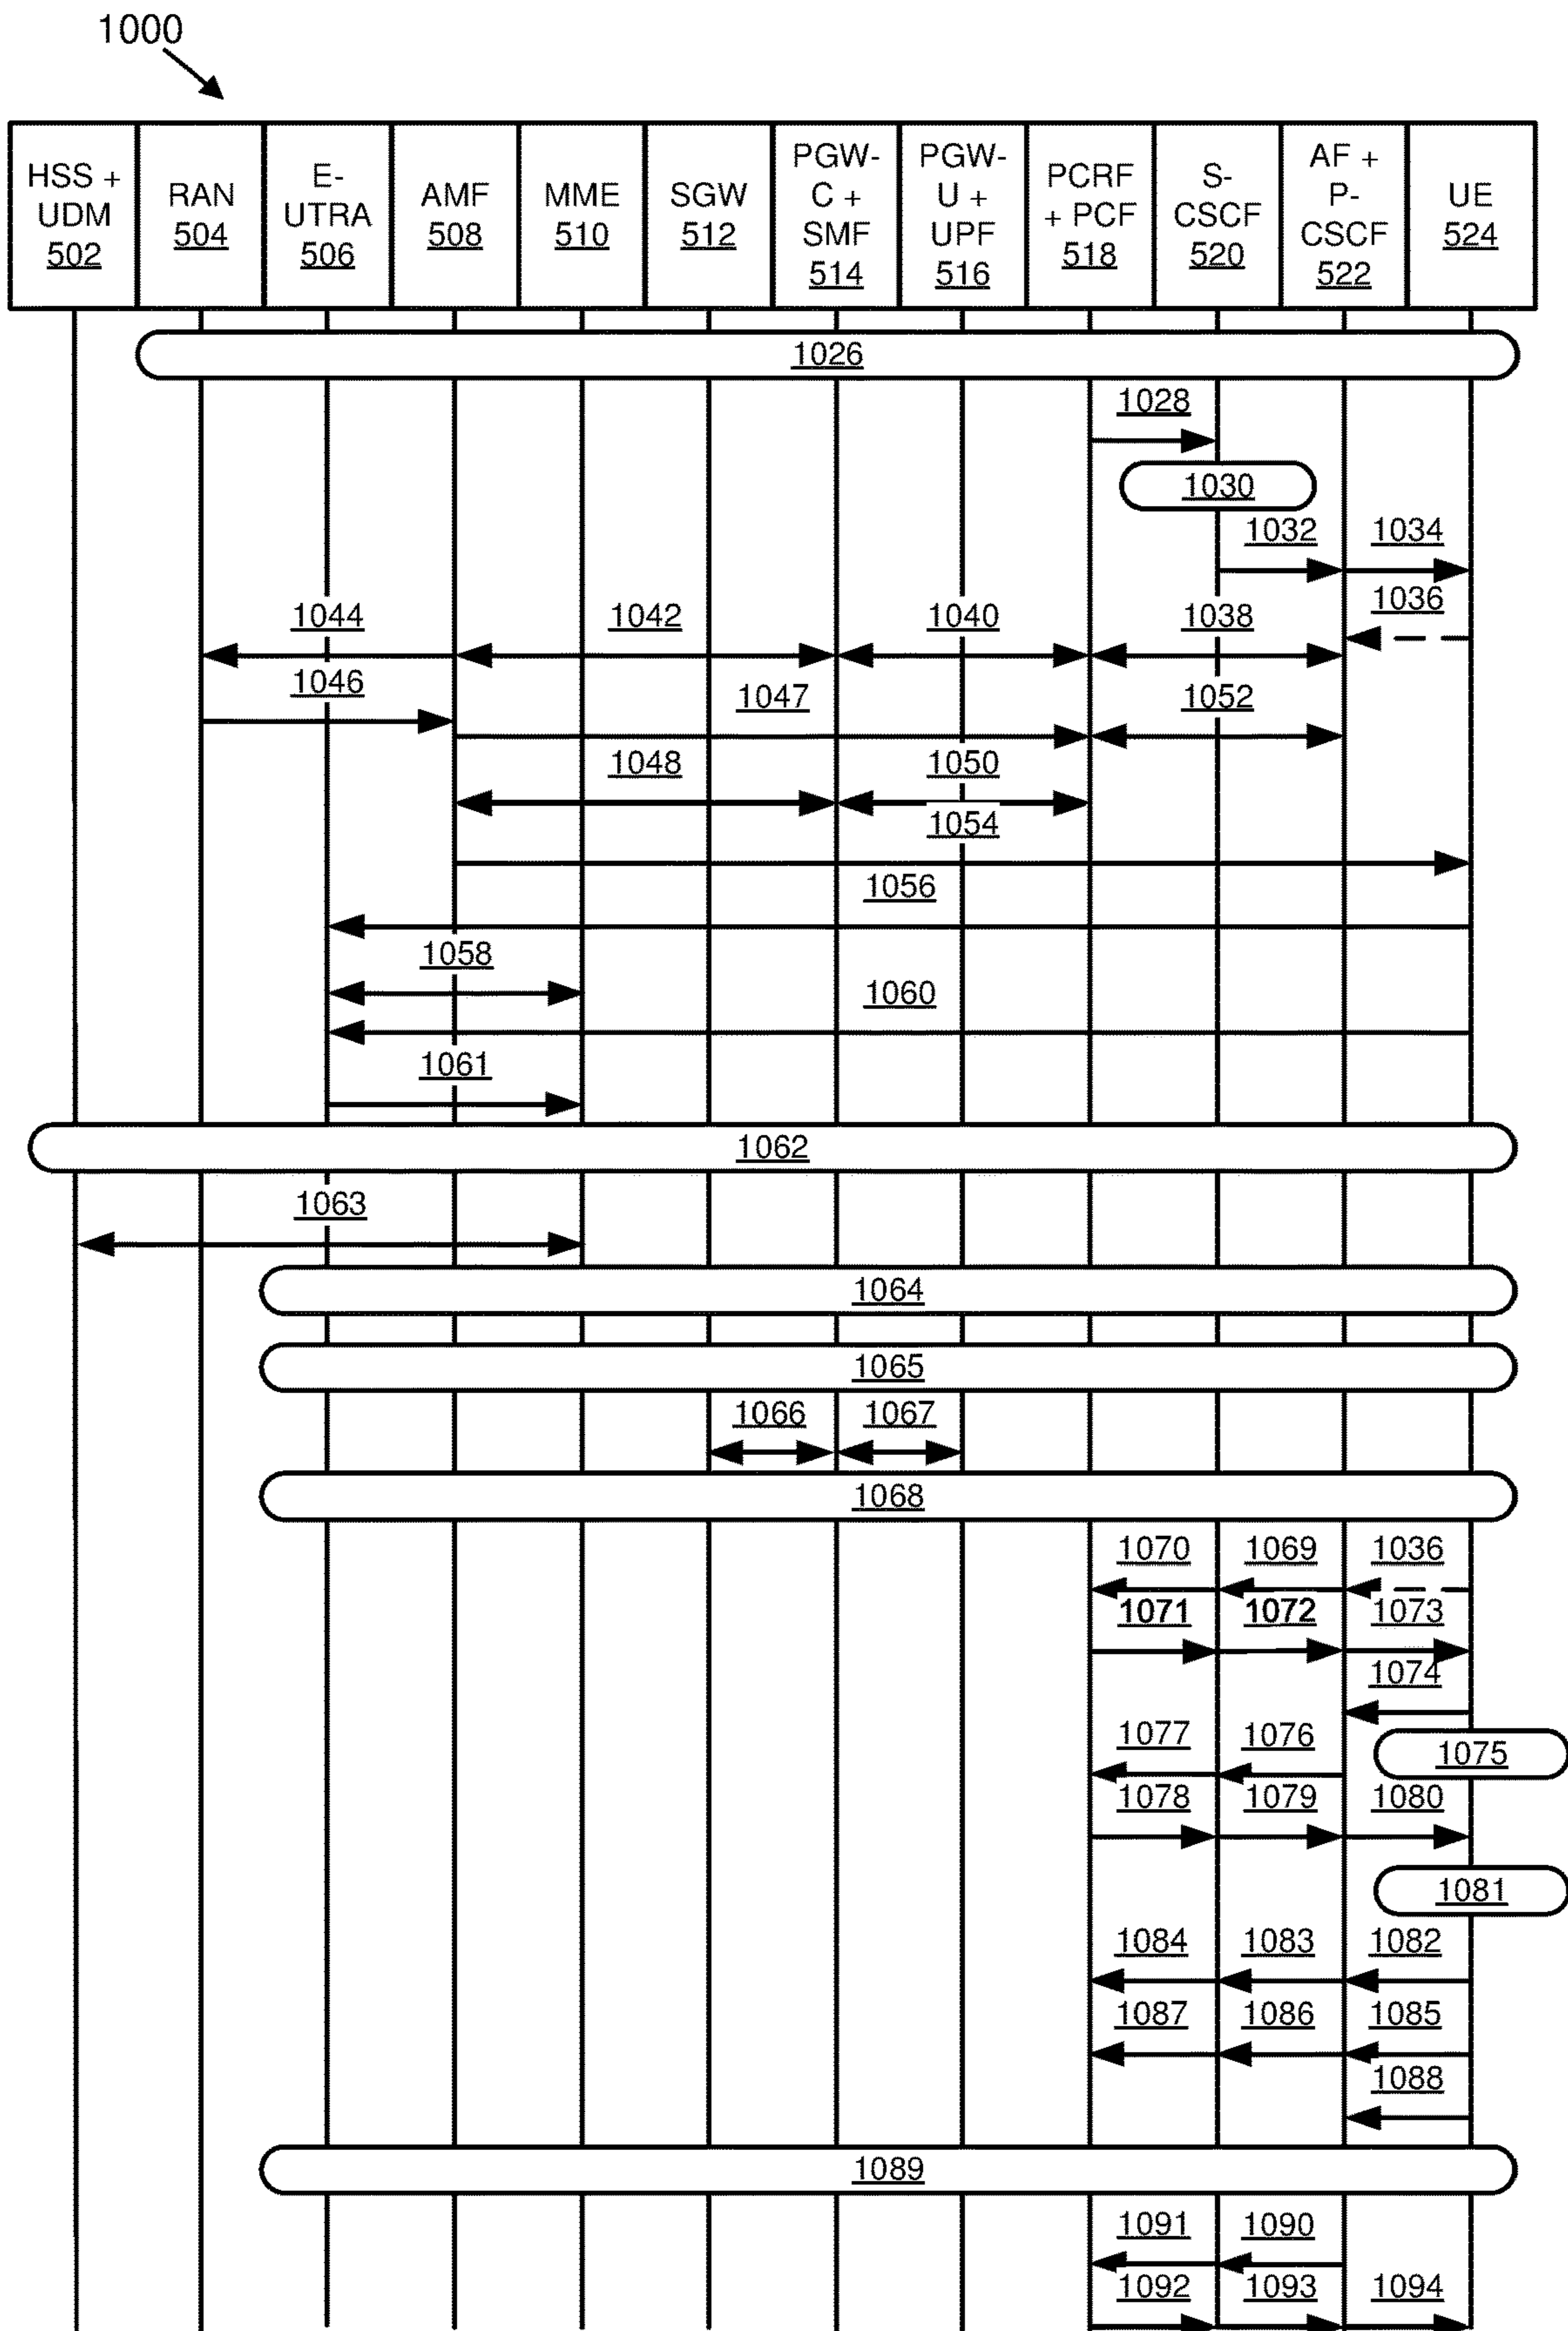 1000
HSS +
UDM
502
RAN
504
E-
UTRA
506
AMF
508
MME
510
SGW
512
PGW-
C +
SMF
514
PGW-
U +
UPF
516
PCRF
+ PCF
518
S-
CSCF
520
AF +
P-
CSCF
522
UE
524
1026
1028
1030
1032 1034
1036
1044 1042 1040 1038
1046
1047 1052
1048 1050
1054
1056
1058
1060
1061
1062
1063
1064
1065
1066 1067
1068
1070 1069 1036
1071 1072 1073
1074
1077 1076
1075
1078 1079 1080
1081
1084 1083 1082
1087 1086 1085
1088
1089
1091 1090
1092 1093 1094